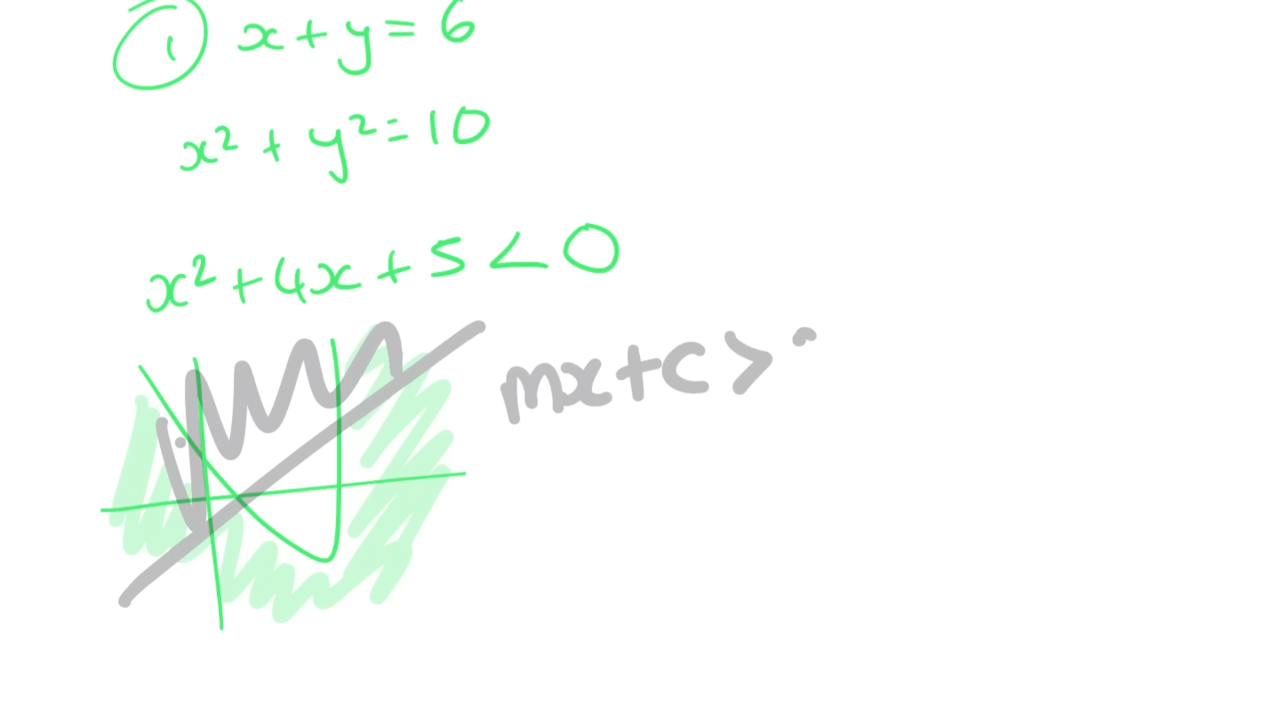 ① x + y = 6
x² + y² = 10
x² + 4x + 5 < 0
mx + c >